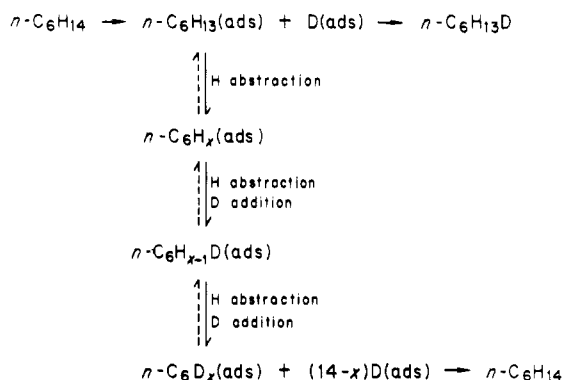 n-C₆H₁₄ → n-C₆H₁₃(ads) + D(ads) → n-C₆H₁₃D
H abstraction
n-C₆Hₓ(ads)
H abstraction
D addition
n-C₆Hₓ₋₁D(ads)
H abstraction
D addition
n-C₆Dₓ(ads) + (14-x)D(ads) → n-C₆H₁₄